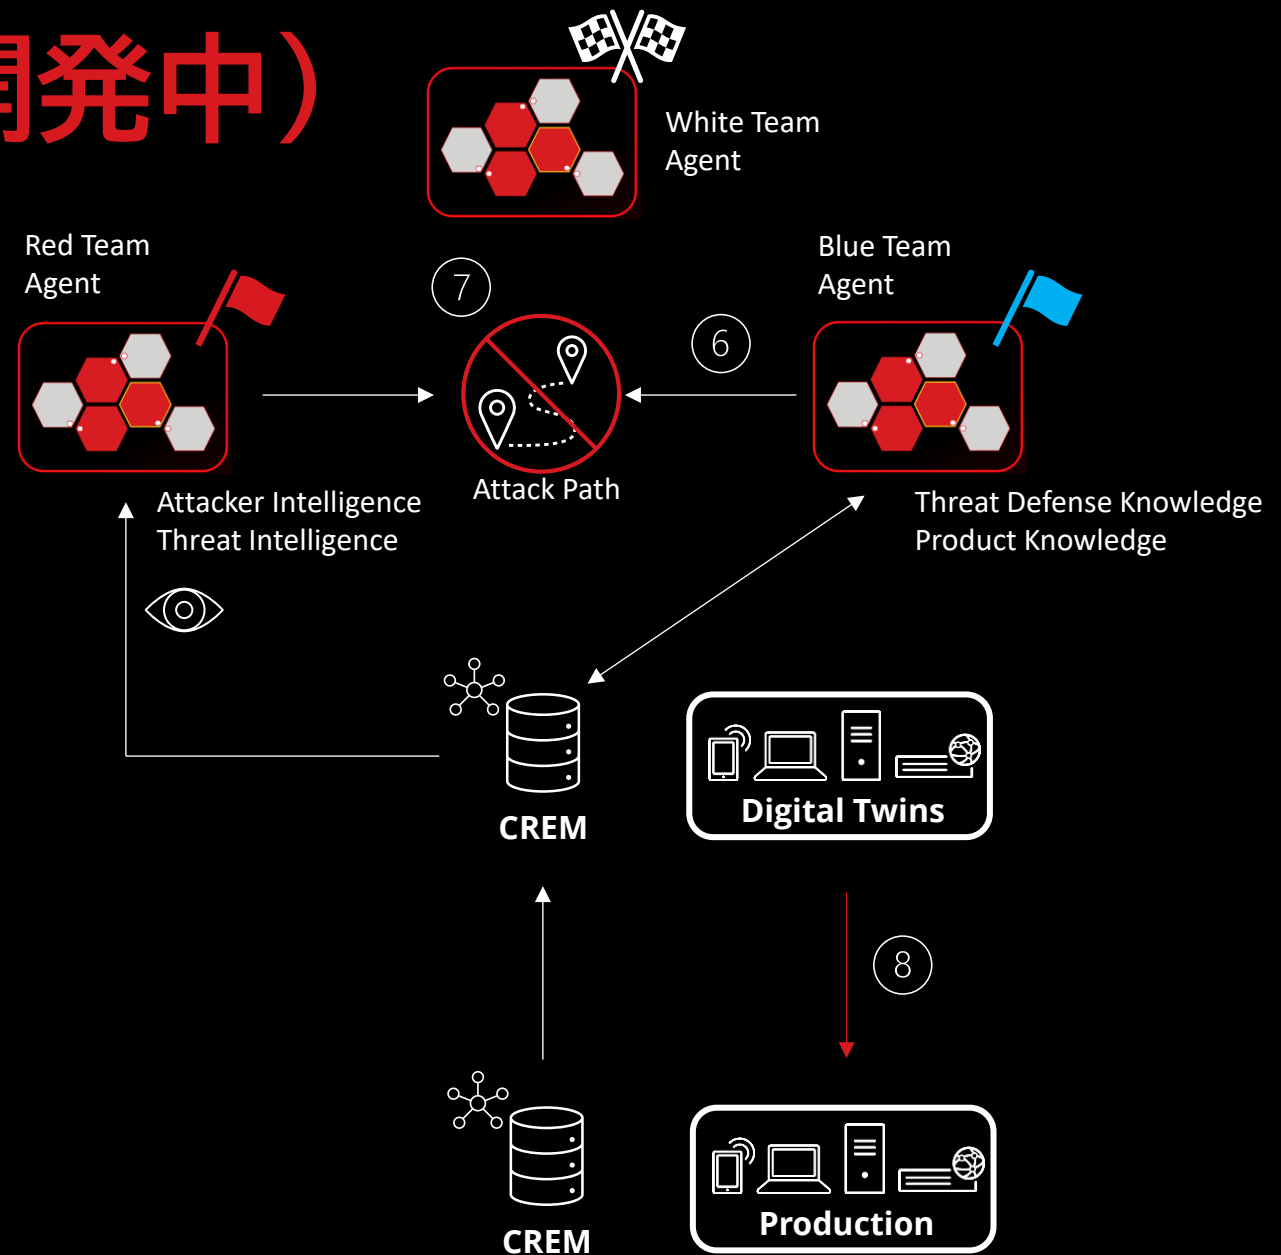 開発中）
White Team
Agent
Red Team
Agent
Blue Team
Agent
7
6
Attack Path
Attacker Intelligence
Threat Intelligence
Threat Defense Knowledge
Product Knowledge
CREM
Digital Twins
8
CREM
Production